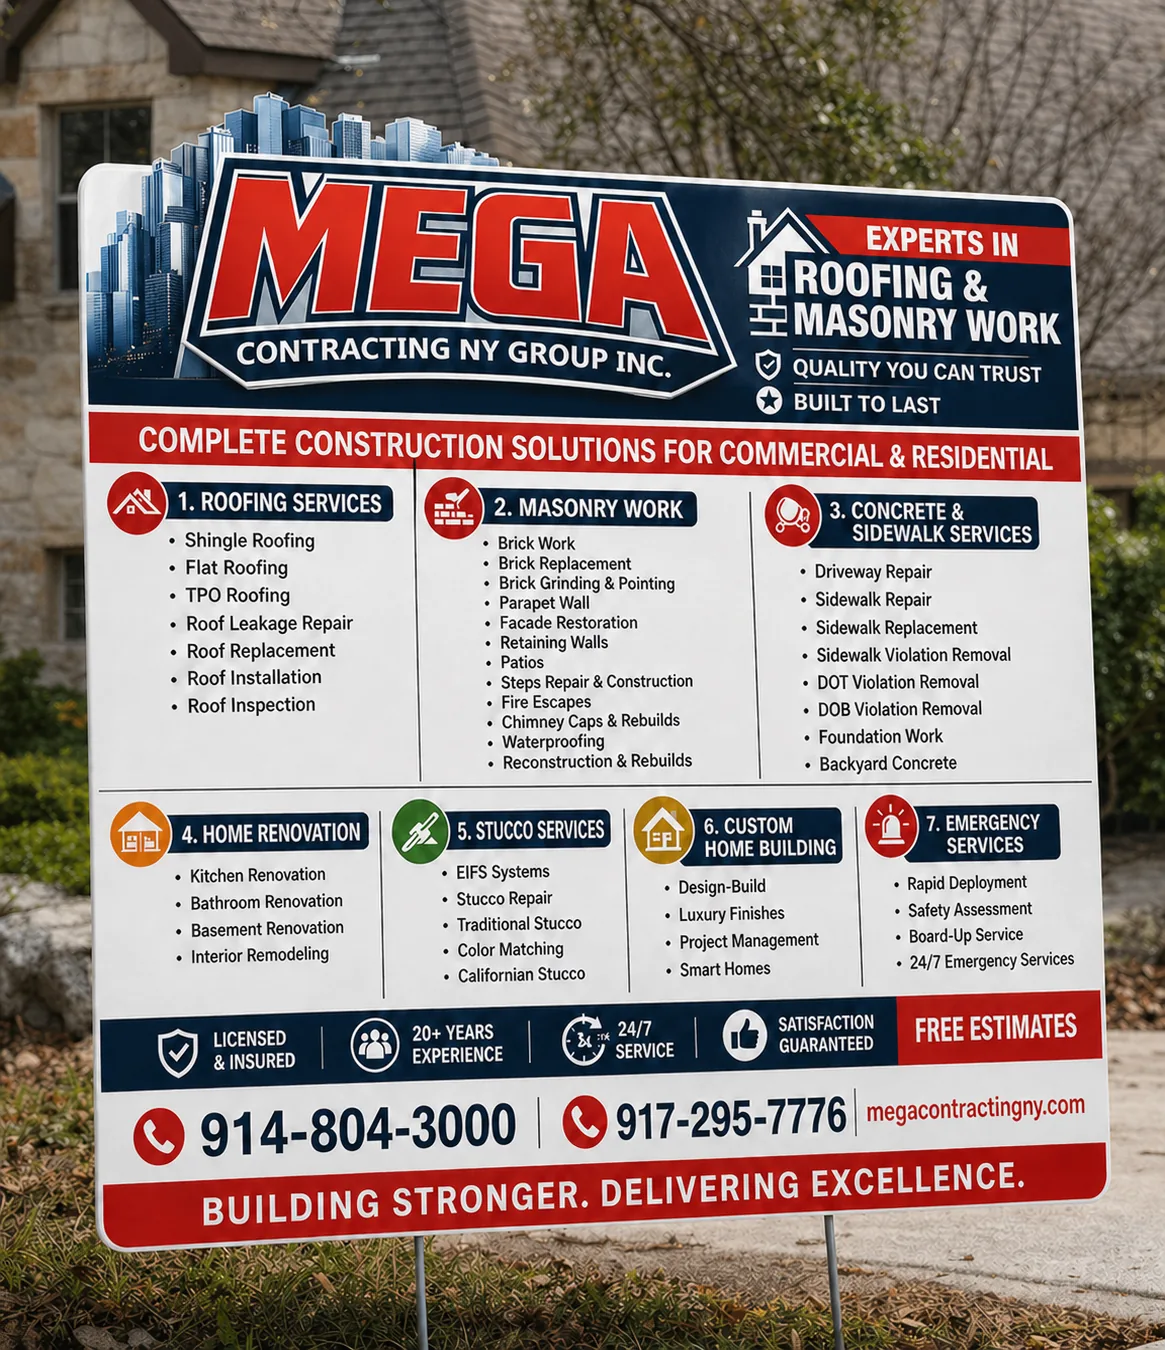 MEGA
CONTRACTING NY GROUP INC.
EXPERTS IN
ROOFING &
MASONRY WORK
QUALITY YOU CAN TRUST
BUILT TO LAST
COMPLETE CONSTRUCTION SOLUTIONS FOR COMMERCIAL & RESIDENTIAL
1. ROOFING SERVICES
• Shingle Roofing
• Flat Roofing
• TPO Roofing
• Roof Leakage Repair
• Roof Replacement
• Roof Installation
• Roof Inspection
2. MASONRY WORK
• Brick Work
• Brick Replacement
• Brick Grinding & Pointing
• Parapet Wall
• Facade Restoration
• Retaining Walls
• Patios
• Steps Repair & Construction
• Fire Escapes
• Chimney Caps & Rebuilds
• Waterproofing
• Reconstruction & Rebuilds
3. CONCRETE &
SIDEWALK SERVICES
• Driveway Repair
• Sidewalk Repair
• Sidewalk Replacement
• Sidewalk Violation Removal
• DOT Violation Removal
• DOB Violation Removal
• Foundation Work
• Backyard Concrete
4. HOME RENOVATION
• Kitchen Renovation
• Bathroom Renovation
• Basement Renovation
• Interior Remodeling
5. STUCCO SERVICES
• EIFS Systems
• Stucco Repair
• Traditional Stucco
• Color Matching
• Californian Stucco
6. CUSTOM
HOME BUILDING
• Design-Build
• Luxury Finishes
• Project Management
• Smart Homes
7. EMERGENCY
SERVICES
• Rapid Deployment
• Safety Assessment
• Board-Up Service
• 24/7 Emergency Services
LICENSED
& INSURED
20+ YEARS
EXPERIENCE
24/7
SERVICE
SATISFACTION
GUARANTEED
FREE ESTIMATES
914-804-3000
917-295-7776
megacontractingny.com
BUILDING STRONGER. DELIVERING EXCELLENCE.